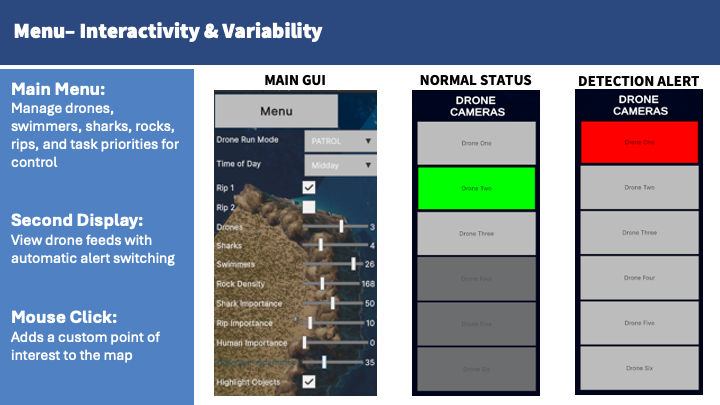 Menu– Interactivity & Variability
Main Menu:
Manage drones,
swimmers, sharks, rocks,
rips, and task priorities for
control
Second Display:
View drone feeds with
automatic alert switching
Mouse Click:
Adds a custom point of
interest to the map
MAIN GUI
Menu
Drone Run Mode PATROL
Time of Day Midday
Rip 1
Rip 2
Drones 3
Sharks 4
Swimmers 26
Rock Density 168
Shark Importance 50
Rip Importance 10
Human Importance 0
35
Highlight Objects
NORMAL STATUS
DRONE
CAMERAS
Drone One
Drone Two
Drone Three
Drone Four
Drone Five
Drone Six
DETECTION ALERT
DRONE
CAMERAS
Drone One
Drone Two
Drone Three
Drone Four
Drone Five
Drone Six